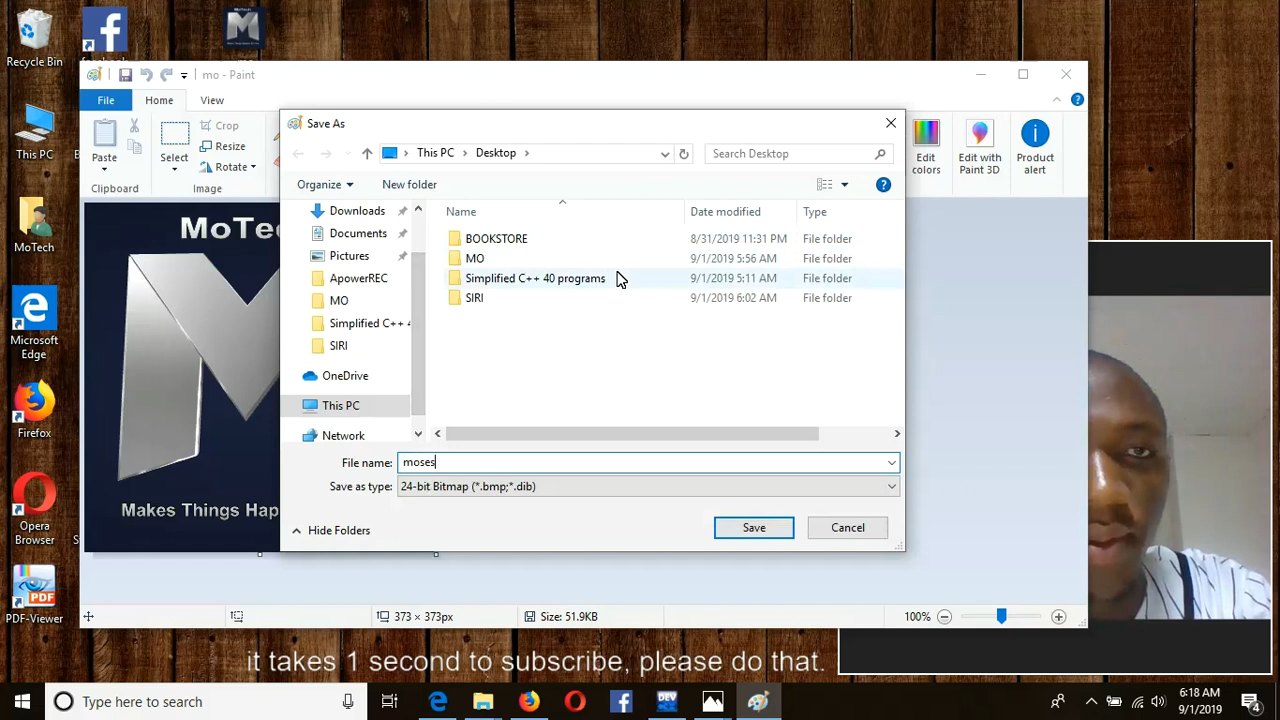 Recycle Bin
facebook
mo
mo - Paint
File
Home
View
Paste
Clipboard
Select
Crop
Resize
Rotate
Image
Edit colors
Edit with Paint 3D
Product alert
Save As
This PC
Desktop
Search Desktop
Organize
New folder
Downloads
Documents
Pictures
ApowerREC
MO
Simplified C++ 4
SIRI
OneDrive
This PC
Network
Name
Date modified
Type
BOOKSTORE 8/31/2019 11:31 PM File folder
MO 9/1/2019 5:56 AM File folder
Simplified C++ 40 programs 9/1/2019 5:11 AM File folder
SIRI 9/1/2019 6:02 AM File folder
File name: moses
Save as type: 24-bit Bitmap (*.bmp;*.dib)
Hide Folders
Save
Cancel
This PC
MoTech
Microsoft Edge
Firefox
Opera Browser
PDF
PDF-Viewer
MoTe
Makes Things Hap
373 × 373px
Size: 51.9KB
100%
it takes 1 second to subscribe, please do that.
Type here to search
DEV
6:18 AM
9/1/2019
4